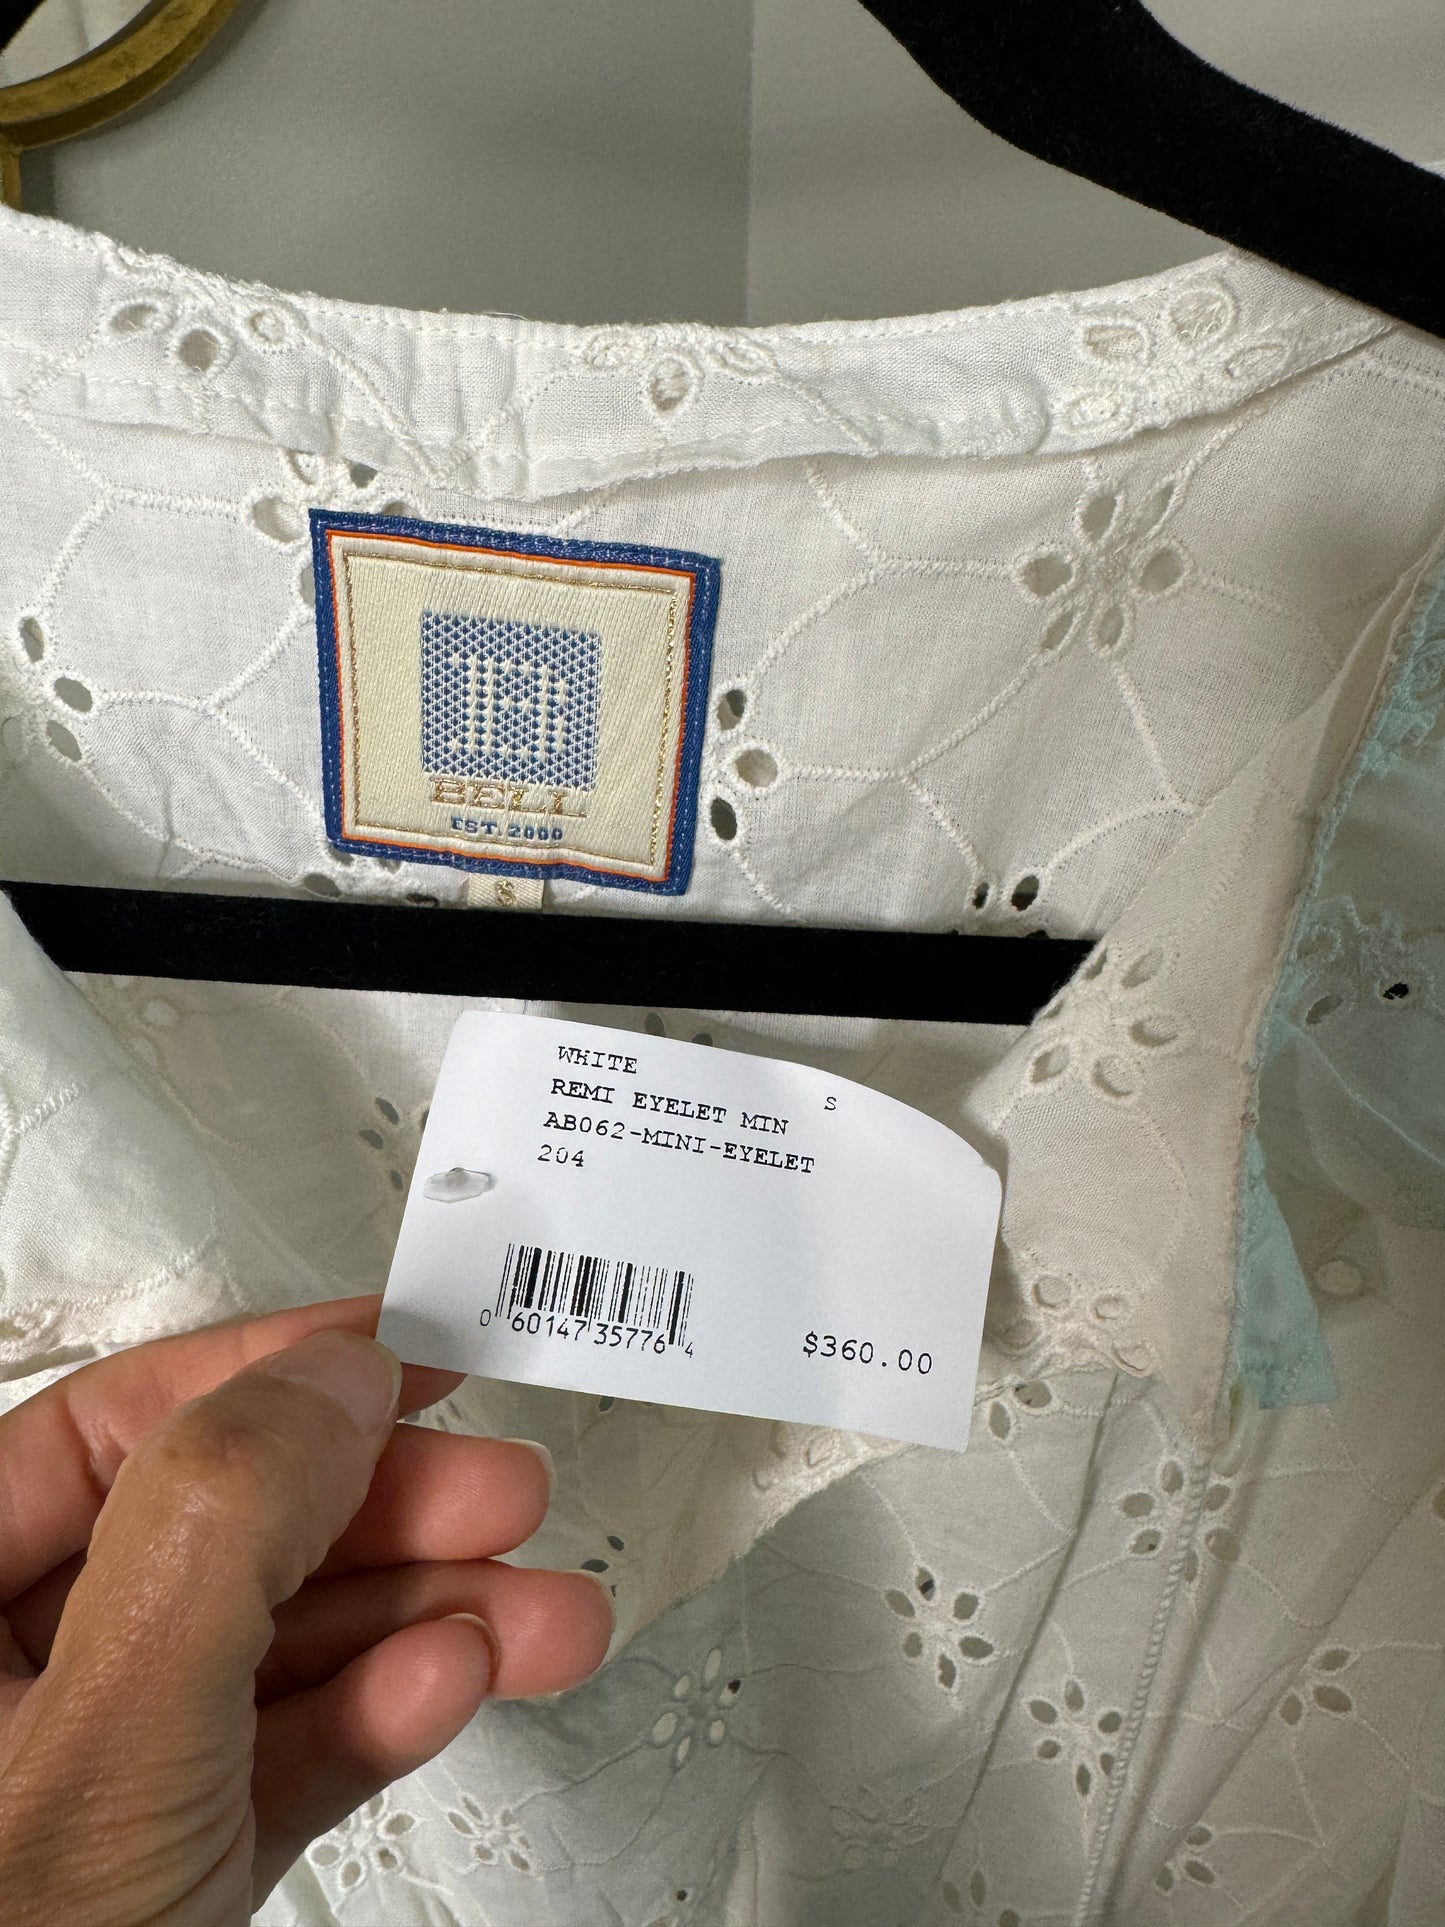 BELL
EST. 2000
S
WHITE
REMI EYELET MIN S
AB062-MINI-EYELET
204
0 60147 35776 4
$360.00